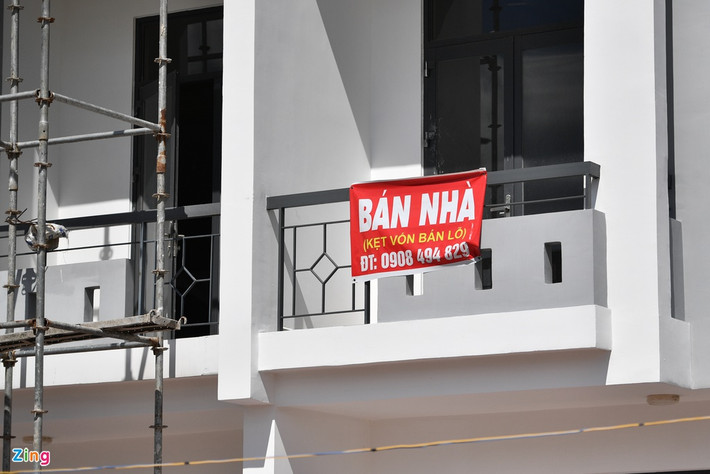 BÁN NHÀ
(KẸT VỐN BÁN LỖ)
ĐT: 0908 494 829
Zing